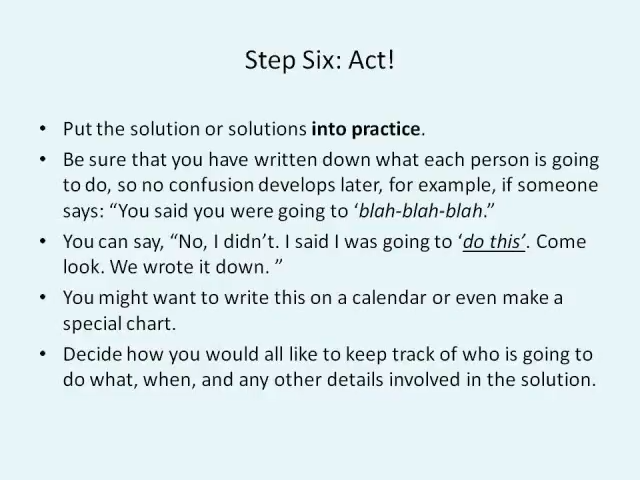 Step Six: Act!
• Put the solution or solutions into practice.
• Be sure that you have written down what each person is going
to do, so no confusion develops later, for example, if someone
says: “You said you were going to ‘blah-blah-blah.”
• You can say, “No, I didn’t. I said I was going to ‘do this’. Come
look. We wrote it down. ”
• You might want to write this on a calendar or even make a
special chart.
• Decide how you would all like to keep track of who is going to
do what, when, and any other details involved in the solution.